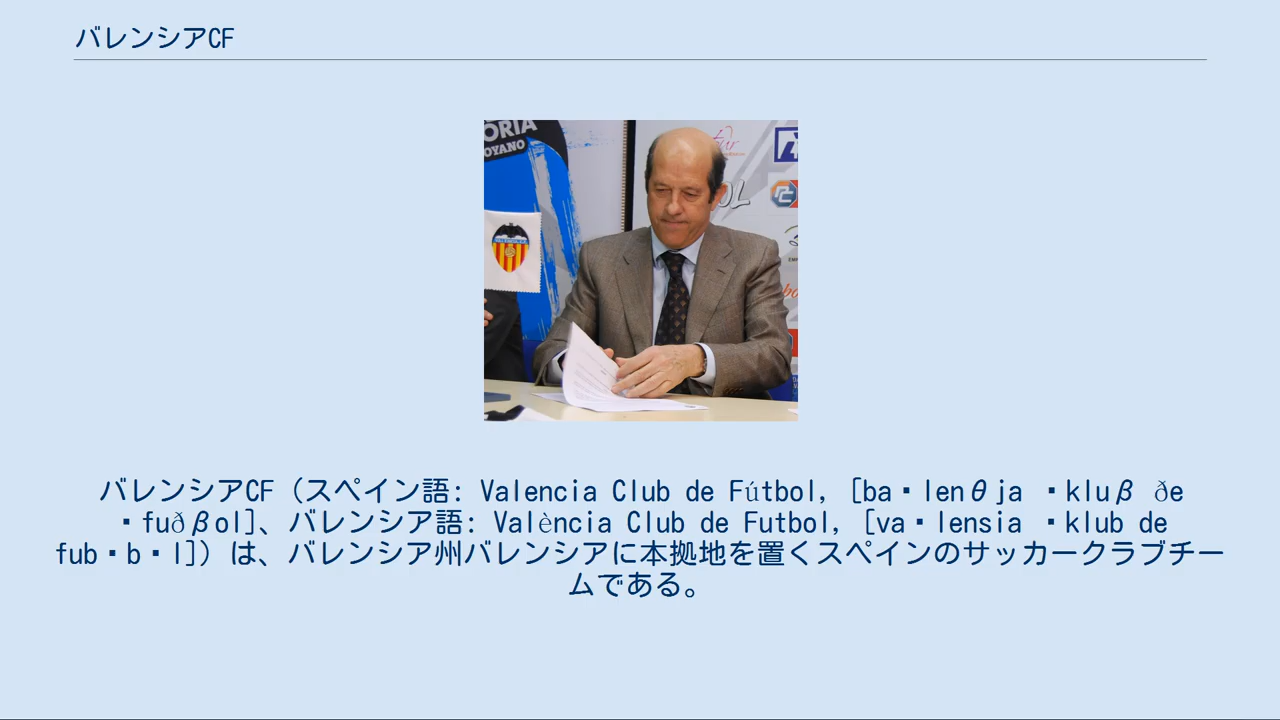 バレンシアCF
ORIA
OYANO
バレンシアCF（スペイン語: Valencia Club de Fútbol, [ba▪lenθja ▪kluβ ðe
▪fuðβol]、バレンシア語: València Club de Futbol, [va▪lensia ▪klub de
fub▪b▪l]）は、バレンシア州バレンシアに本拠地を置くスペインのサッカークラブチー
ムである。